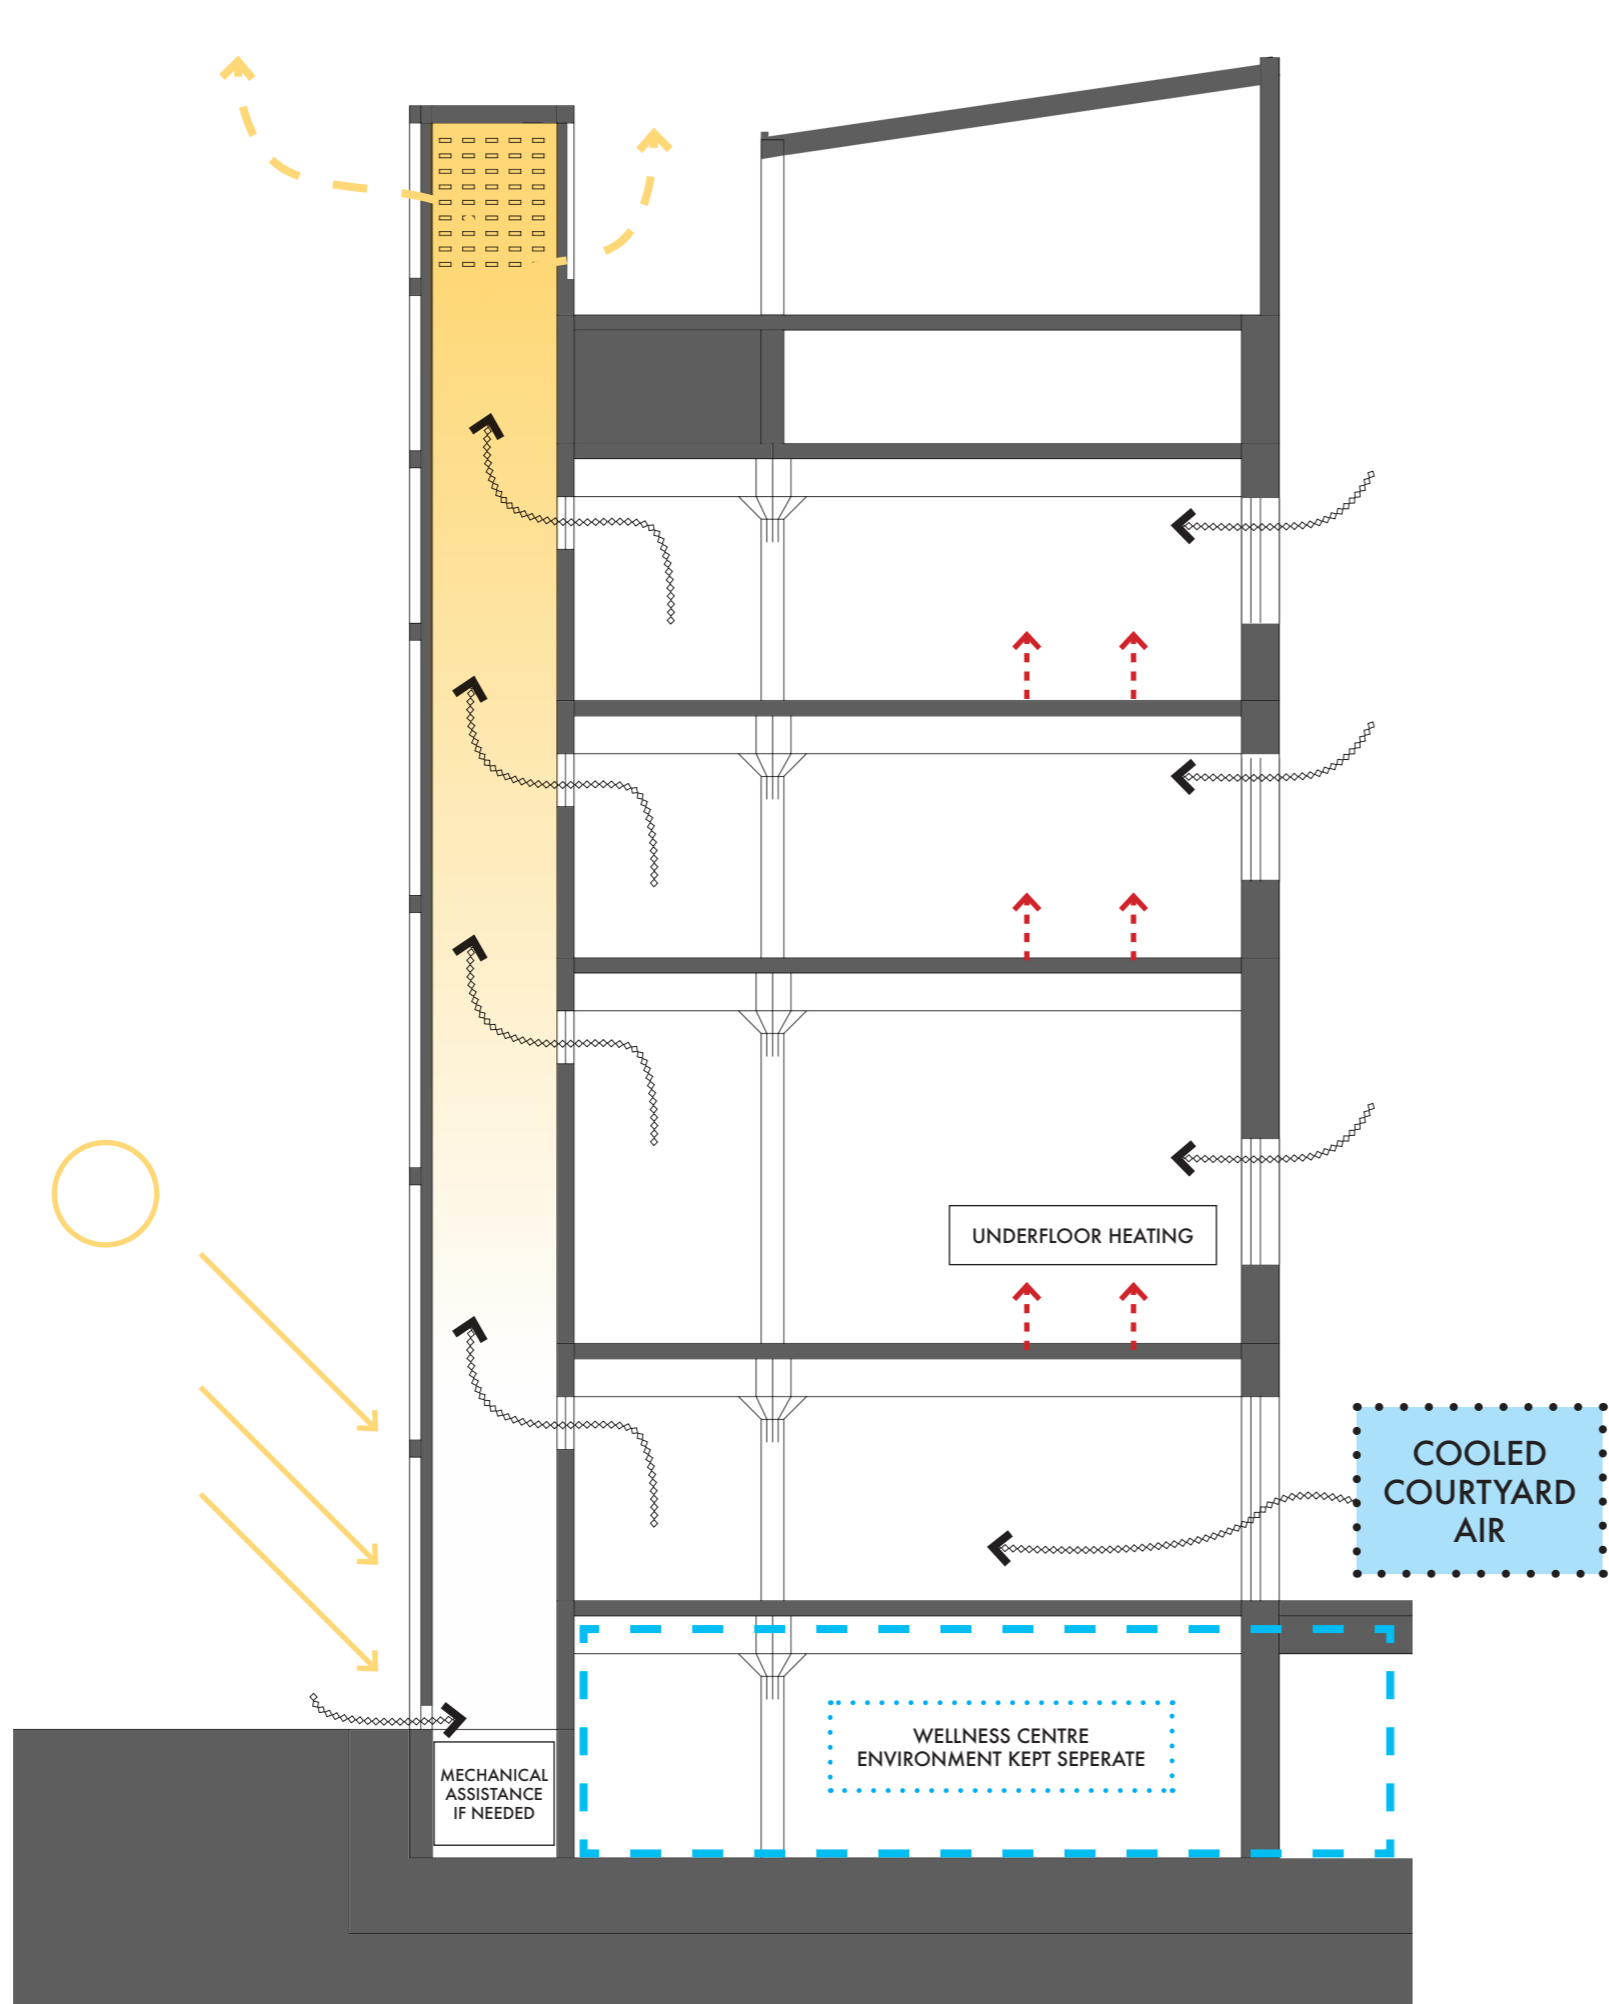 UNDERFLOOR HEATING
COOLED
COURTYARD
AIR
WELLNESS CENTRE
ENVIRONMENT KEPT SEPERATE
MECHANICAL
ASSISTANCE
IF NEEDED